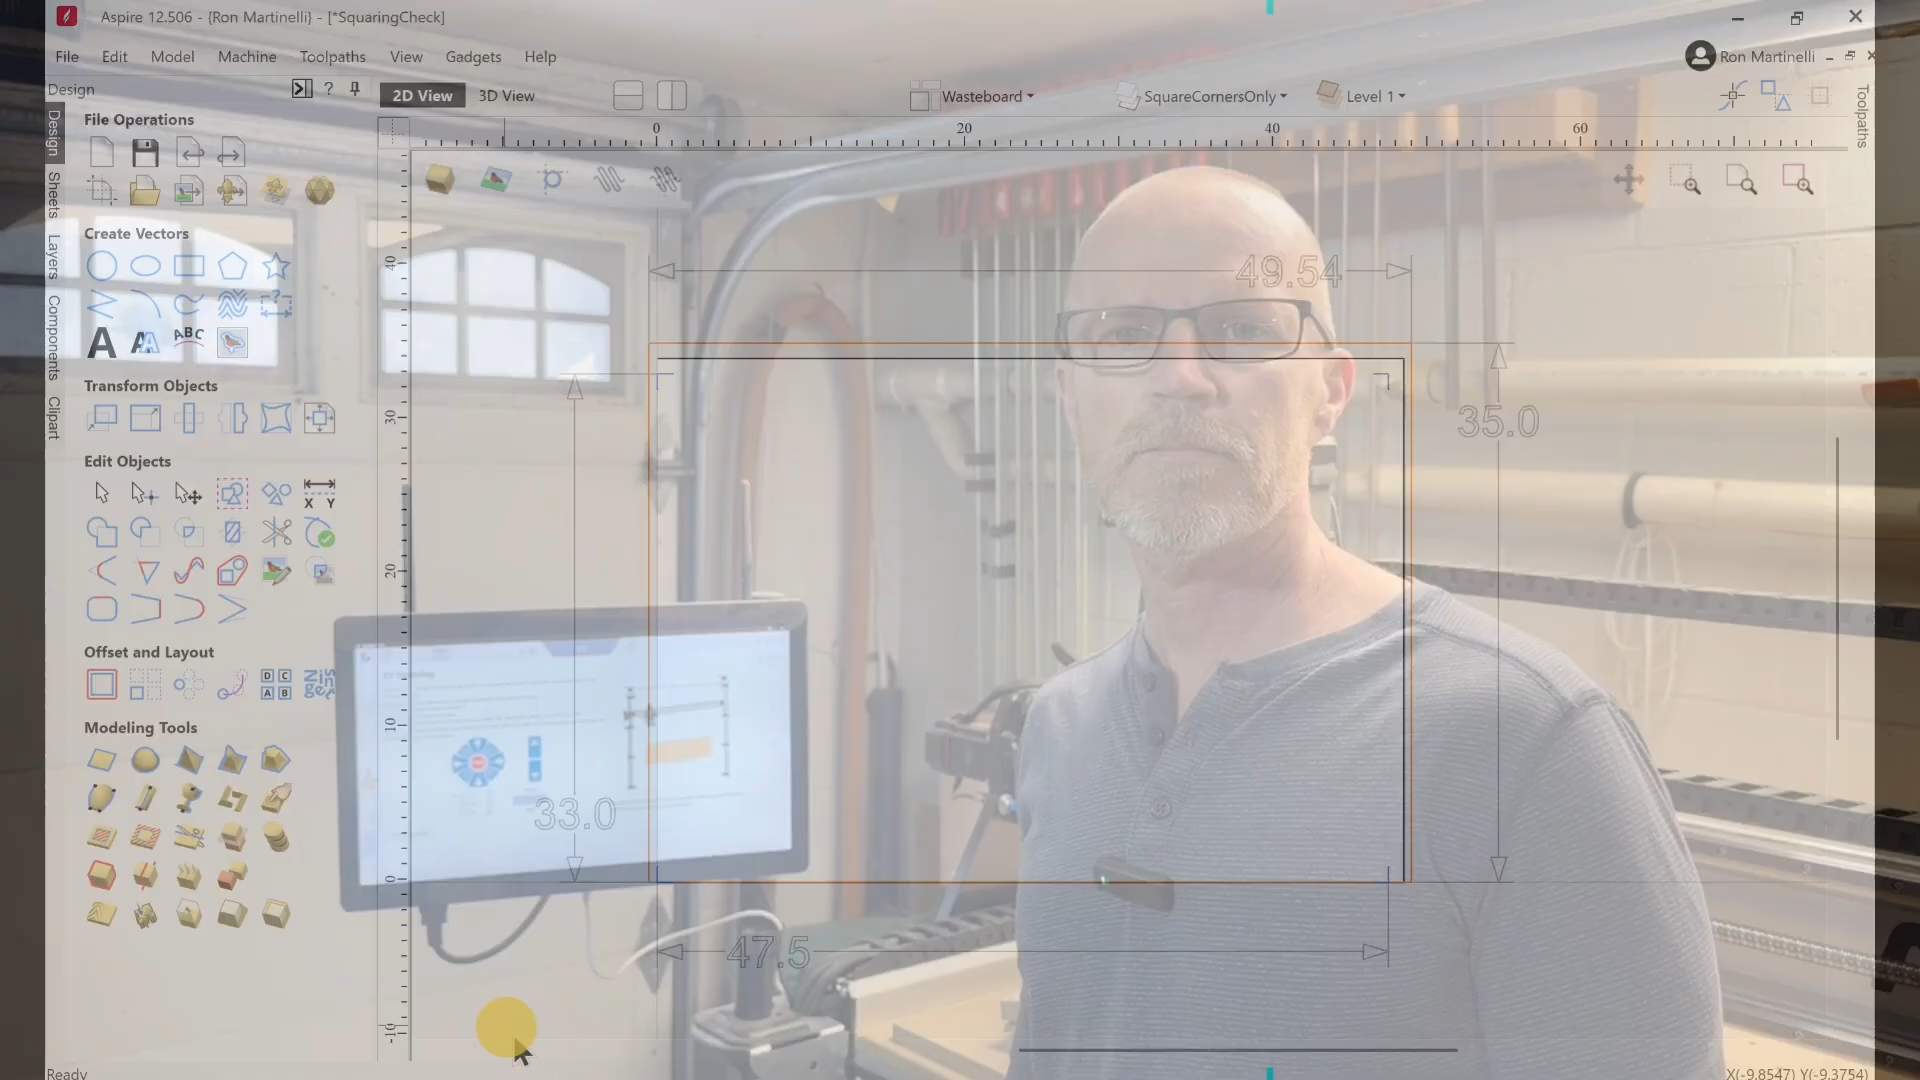 Aspire 12.506 - {Ron Martinelli} - [*SquaringCheck]
File Edit Model Machine Toolpaths View Gadgets Help
Ron Martinelli
Design
2D View 3D View
Wasteboard
SquareCornersOnly
Level 1
Toolpaths
Design
Sheets
Layers
Components
Clipart
File Operations
Create Vectors
A A ABC
Transform Objects
Edit Objects
X Y
Offset and Layout
D C
A B
Modeling Tools
0 20 40 60
40
30
20
10
0
-10
49.54
35.0
33.0
47.5
Ready
X(-9.8547) Y(-9.3754)